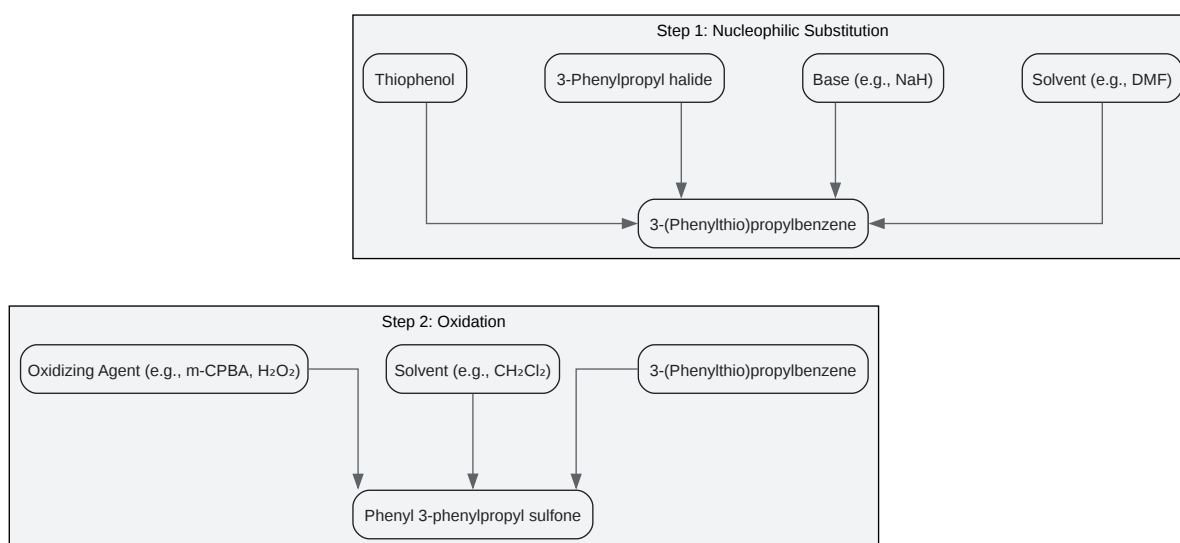 Step 1: Nucleophilic Substitution
Thiophenol
3-Phenylpropyl halide
Base (e.g., NaH)
Solvent (e.g., DMF)
3-(Phenylthio)propylbenzene
Step 2: Oxidation
Oxidizing Agent (e.g., m-CPBA, H₂O₂)
Solvent (e.g., CH₂Cl₂)
3-(Phenylthio)propylbenzene
Phenyl 3-phenylpropyl sulfone